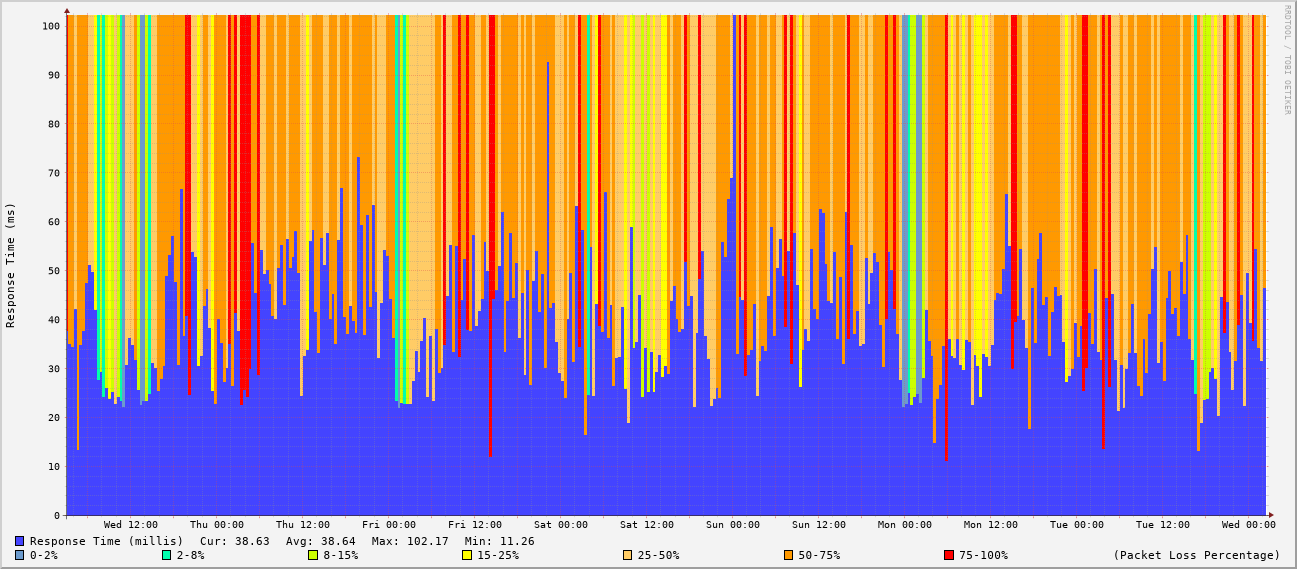 RRDTOOL / TOBI OETIKER
Response Time (ms)
100
90
80
70
60
50
40
30
20
10
0
Wed 12:00 Thu 00:00 Thu 12:00 Fri 00:00 Fri 12:00 Sat 00:00 Sat 12:00 Sun 00:00 Sun 12:00 Mon 00:00 Mon 12:00 Tue 00:00 Tue 12:00 Wed 00:00
Response Time (millis) Cur: 38.63 Avg: 38.64 Max: 102.17 Min: 11.26
0-2% 2-8% 8-15% 15-25% 25-50% 50-75% 75-100% (Packet Loss Percentage)